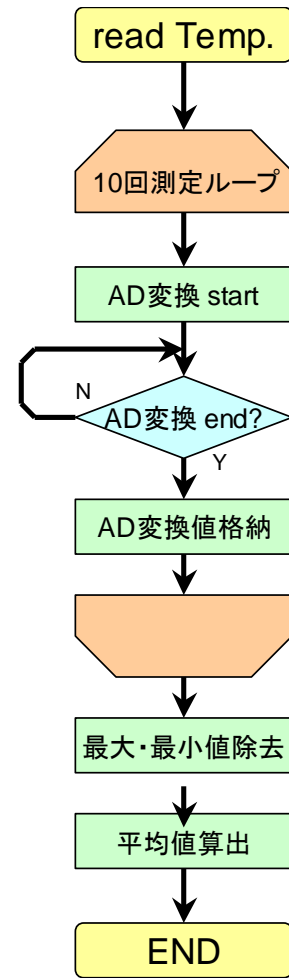 read Temp.
10回測定ループ
AD変換 start
N
AD変換 end?
Y
AD変換値格納
最大・最小値除去
平均値算出
END